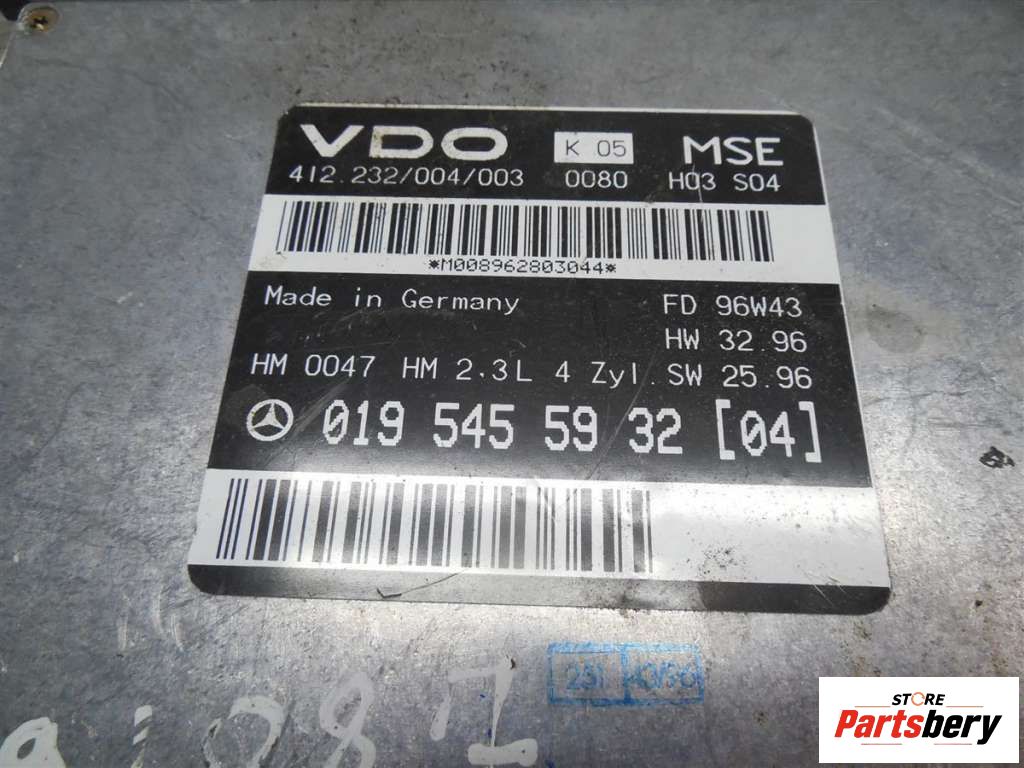 VDO K 05 MSE
412.232/004/003 0080 H03 S04
*M008962803044*
Made in Germany FD 96W43
HW 32.96
HM 0047 HM 2.3L 4 Zyl. SW 25.96
019 545 59 32 [04]
STORE
Partsbery